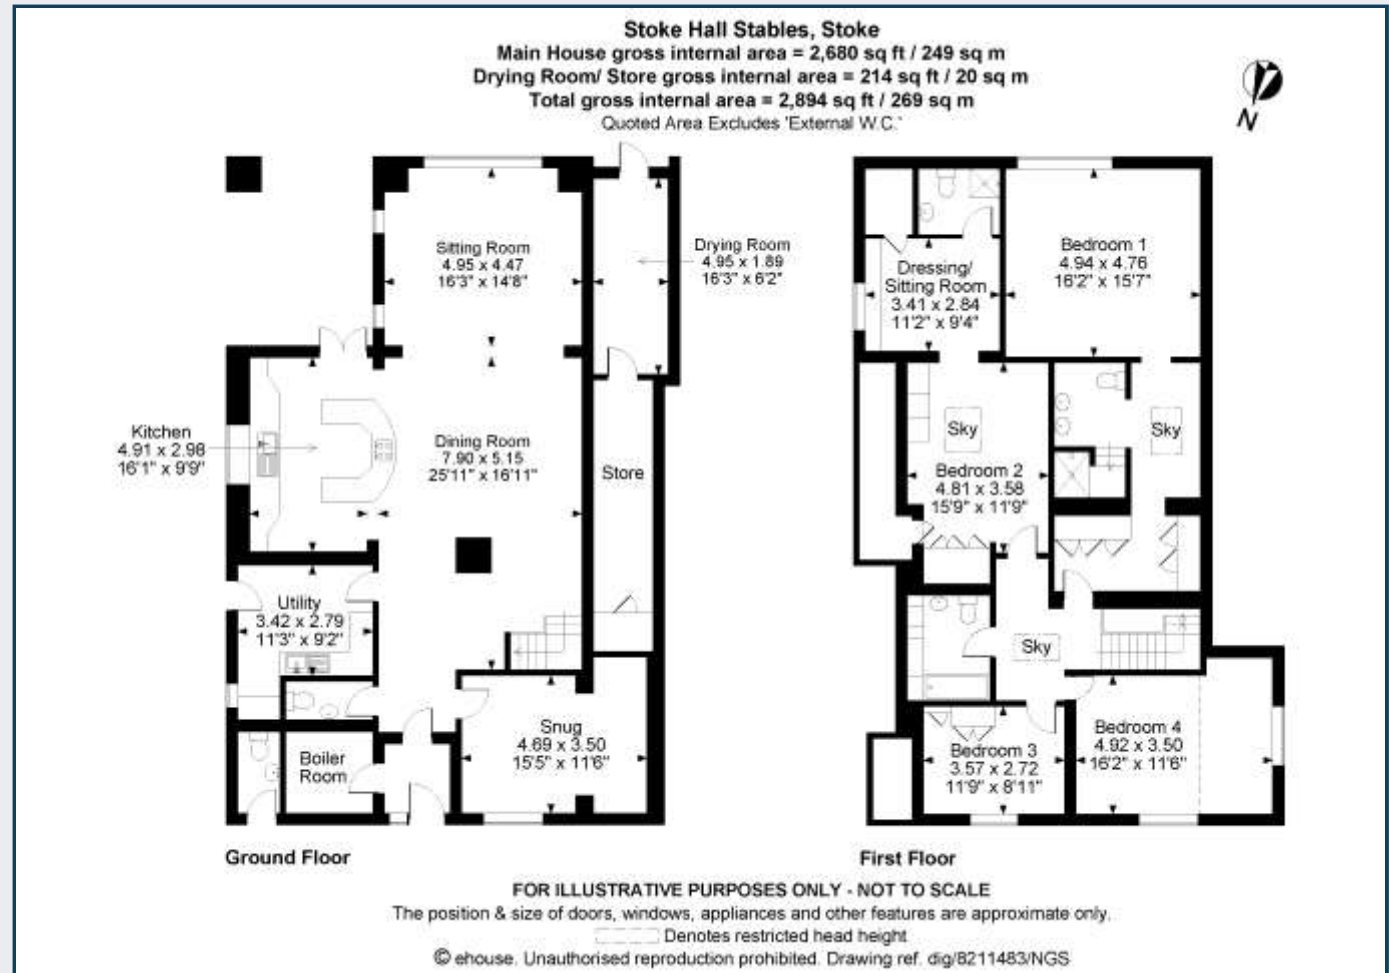 Stoke Hall Stables, Stoke
Main House gross internal area = 2,680 sq ft / 249 sq m
Drying Room/ Store gross internal area = 214 sq ft / 20 sq m
Total gross internal area = 2,894 sq ft / 269 sq m
Quoted Area Excludes 'External W.C.'
N
Sitting Room
4.95 x 4.47
16'3" x 14'8"
Drying Room
4.95 x 1.89
16'3" x 6'2"
Kitchen
4.91 x 2.98
16'1" x 9'9"
Dining Room
7.90 x 5.15
25'11" x 16'11"
Store
Utility
3.42 x 2.79
11'3" x 9'2"
Boiler
Room
Snug
4.69 x 3.50
15'5" x 11'6"
Ground Floor
Bedroom 1
4.94 x 4.76
16'2" x 15'7"
Dressing/
Sitting Room
3.41 x 2.84
11'2" x 9'4"
Sky
Sky
Bedroom 2
4.81 x 3.58
15'9" x 11'9"
Sky
Bedroom 3
3.57 x 2.72
11'9" x 8'11"
Bedroom 4
4.92 x 3.50
16'2" x 11'6"
First Floor
FOR ILLUSTRATIVE PURPOSES ONLY - NOT TO SCALE
The position & size of doors, windows, appliances and other features are approximate only.
Denotes restricted head height
© ehouse. Unauthorised reproduction prohibited. Drawing ref. dig/8211483/NGS